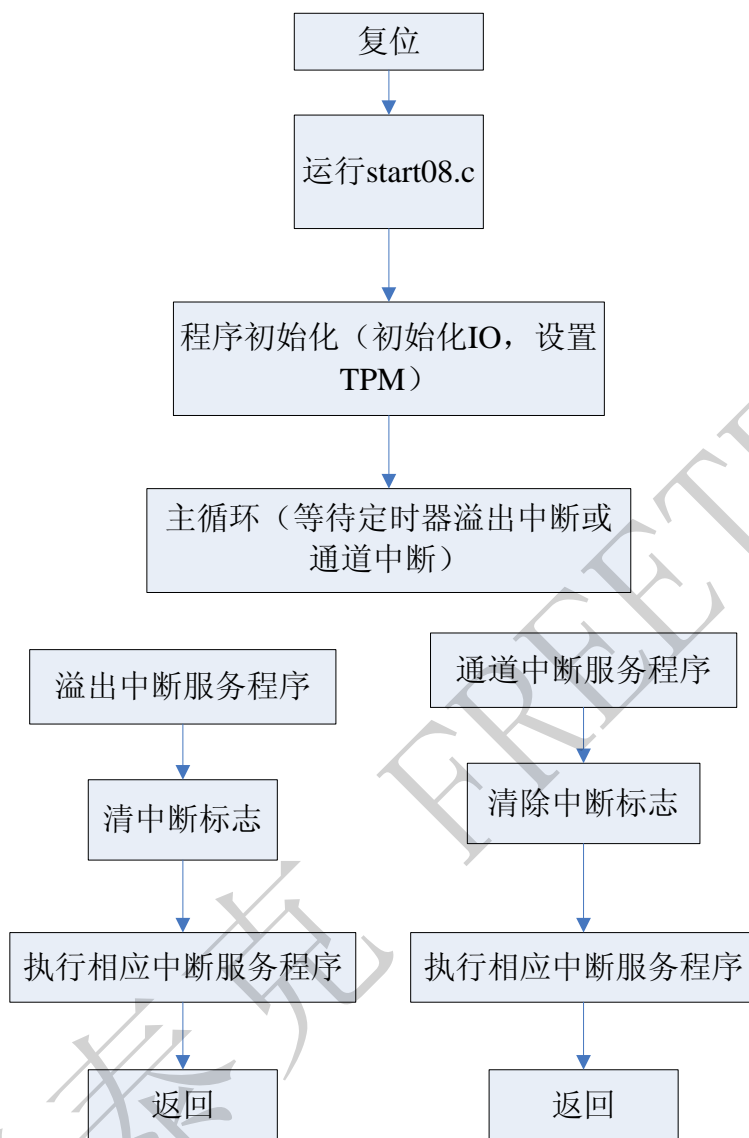 复位
运行start08.c
程序初始化（初始化IO，设置
TPM）
主循环（等待定时器溢出中断或
通道中断）
溢出中断服务程序
清中断标志
执行相应中断服务程序
返回
通道中断服务程序
清除中断标志
执行相应中断服务程序
返回
泰克 FREET